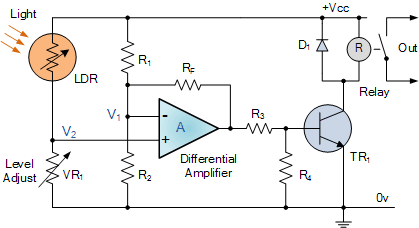 Light
+Vcc
D1
R
Out
R1
RF
LDR
Relay
V1
-
A
R3
V2
+
Level
Adjust
VR1
R2
Differential
Amplifier
R4
TR1
0v